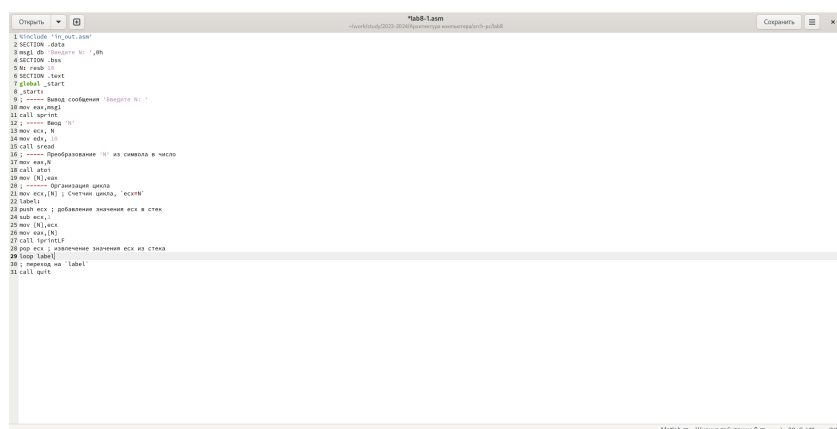 Открыть
*lab8-1.asm
~/work/study/2023-2024/Архитектура компьютера/arch-pc/lab8
Сохранить
1 %include 'in_out.asm'
2 SECTION .data
3 msg1 db 'Введите N: ',0h
4 SECTION .bss
5 N: resb 10
6 SECTION .text
7 global _start
8 _start:
9 ; ----- Вывод сообщения 'Введите N: '
10 mov eax,msg1
11 call sprint
12 ; ----- Ввод 'N'
13 mov ecx, N
14 mov edx, 10
15 call sread
16 ; ----- Преобразование 'N' из символа в число
17 mov eax,N
18 call atoi
19 mov [N],eax
20 ; ------ Организация цикла
21 mov ecx,[N] ; Счетчик цикла, `ecx=N`
22 label:
23 push ecx ; добавление значения ecx в стек
24 sub ecx,1
25 mov [N],ecx
26 mov eax,[N]
27 call iprintLF
28 pop ecx ; извлечение значения ecx из стека
29 loop label
30 ; переход на `label`
31 call quit